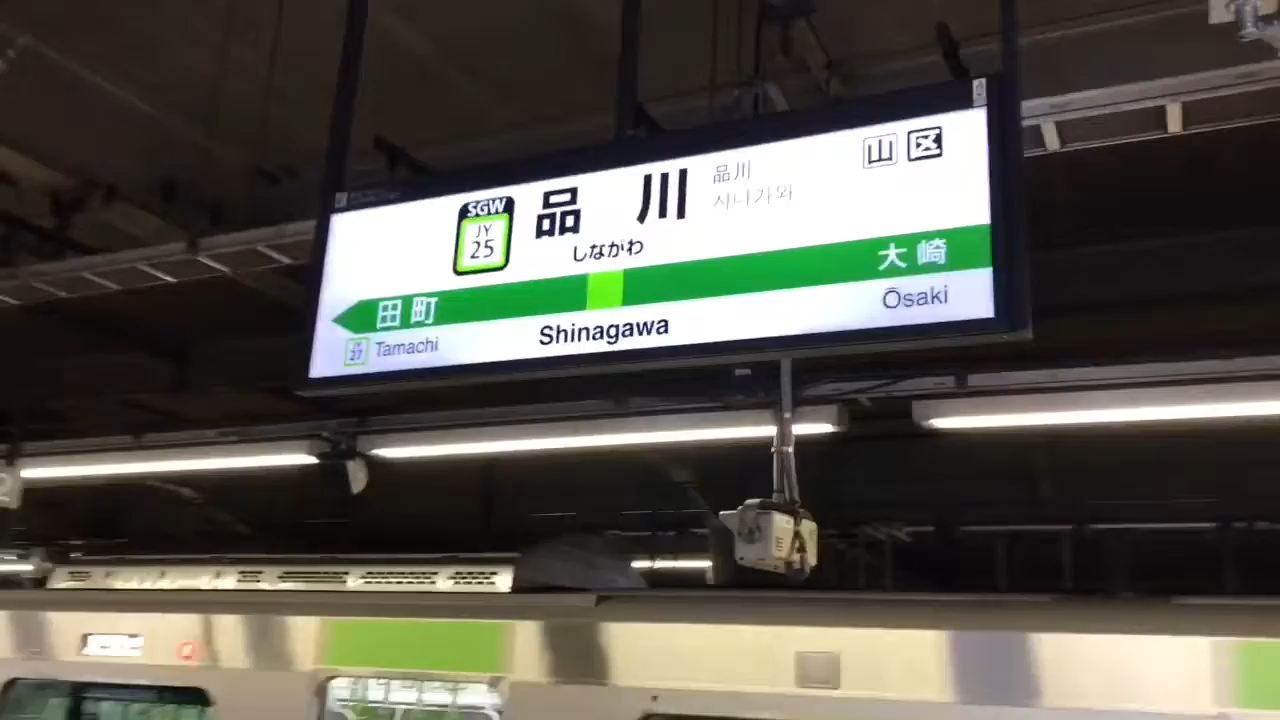 SGW
JY
25
品川
しながわ
品川
시나가와
山区
田町
大崎
JY
27
Tamachi
Shinagawa
Ōsaki